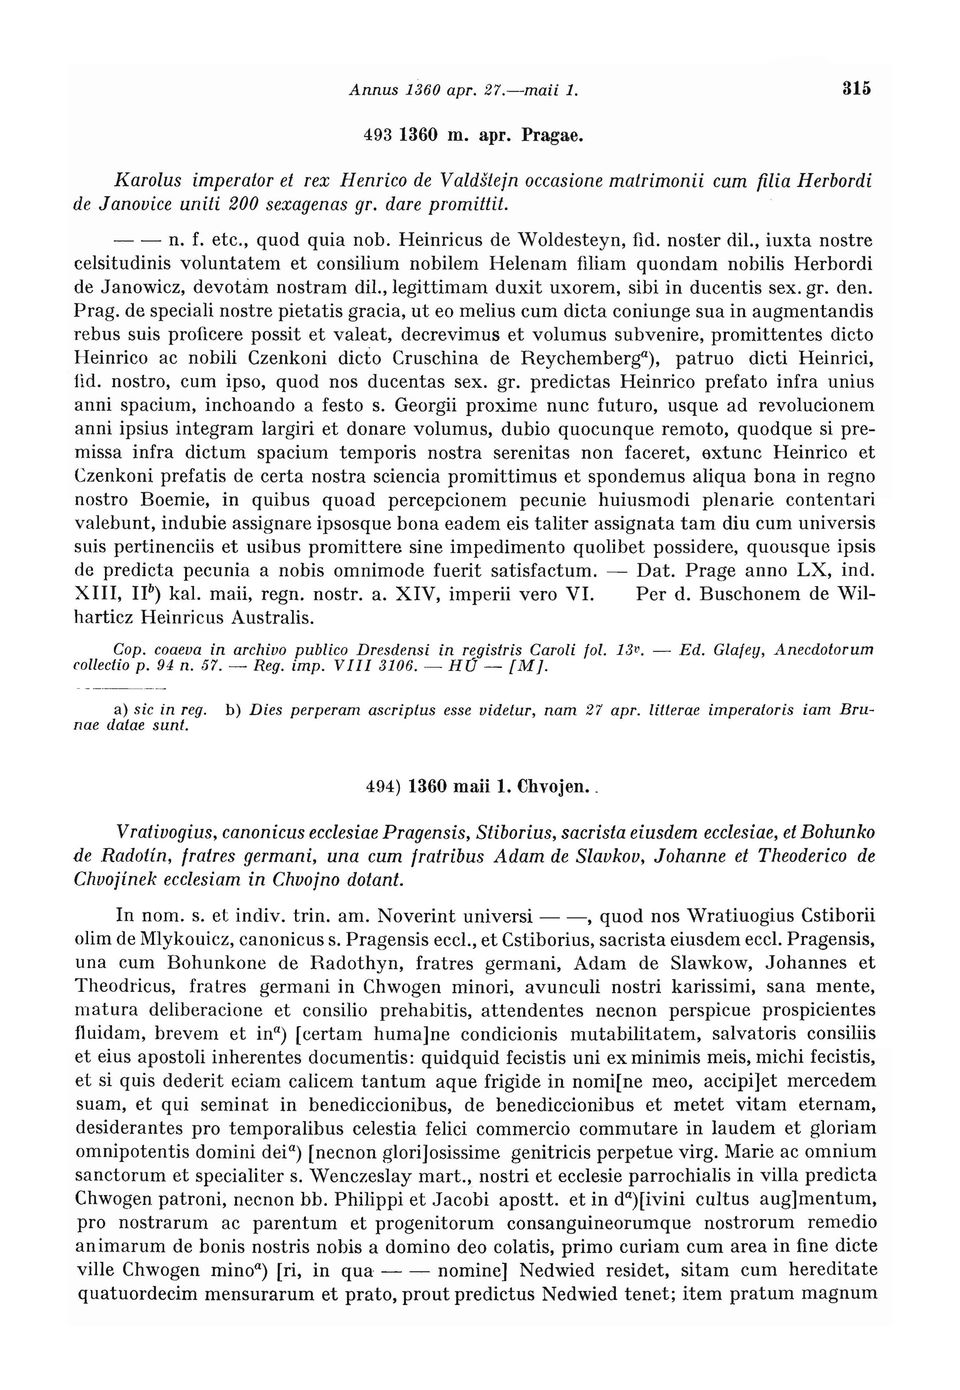 Annus 1360 apr. 27.—maii 1. 315
493 1360 m. apr. Pragae.
Karolus imperator et rex Henrico de Valdštejn occasione matrimonii cum filia Herbordi
de Janovice uniti 200 sexagenas gr. dare promittit.
— — n. f. etc., quod quia nob. Heinricus de Woldesteyn, fid. noster dil., iuxta nostre
celsitudinis voluntatem et consilium nobilem Helenam filiam quondam nobilis Herbordi
de Janowicz, devotam nostram dil., legittimam duxit uxorem, sibi in ducentis sex. gr. den.
Prag. de speciali nostre pietatis gracia, ut eo melius cum dicta coniunge sua in augmentandis
rebus suis proficere possit et valeat, decrevimus et volumus subvenire, promittentes dicto
Heinrico ac nobili Czenkoni dicto Cruschina de Reychemberg a), patruo dicti Heinrici,
fid. nostro, cum ipso, quod nos ducentas sex. gr. predictas Heinrico prefato infra unius
anni spacium, inchoando a festo s. Georgii proxime nunc futuro, usque ad revolucionem
anni ipsius integram largiri et donare volumus, dubio quocunque remoto, quodque si pre-
missa infra dictum spacium temporis nostra serenitas non faceret, extunc Heinrico et
Czenkoni prefatis de certa nostra sciencia promittimus et spondemus aliqua bona in regno
nostro Boemie, in quibus quoad percepcionem pecunie huiusmodi plenarie contentari
valebunt, indubie assignare ipsosque bona eadem eis taliter assignata tam diu cum universis
suis pertinenciis et usibus promittere sine impedimento quolibet possidere, quousque ipsis
de predicta pecunia a nobis omnimode fuerit satisfactum. — Dat. Prage anno LX, ind.
XIII, II b) kal. maii, regn. nostr. a. XIV, imperii vero VI. Per d. Buschonem de Wil-
harticz Heinricus Australis.
Cop. coaeva in archivo publico Dresdensi in registris Caroli fol. 13v. — Ed. Glafey, Anecdotorum
collectio p. 94 n. 57. — Reg. imp. VIII 3106. — HÚ — [M].
a) sic in reg. b) Dies perperam ascriptus esse videtur, nam 27 apr. litterae imperatoris iam Bru-
nae datae sunt.
494) 1360 maii 1. Chvojen. .
Vrativogius, canonicus ecclesiae Pragensis, Stiborius, sacrista eiusdem ecclesiae, et Bohunko
de Radotín, fratres germani, una cum fratribus Adam de Slavkov, Johanne et Theoderico de
Chvojínek ecclesiam in Chvojno dotant.
In nom. s. et indiv. trin. am. Noverint universi — —, quod nos Wratiuogius Cstiborii
olim de Mlykouicz, canonicus s. Pragensis eccl., et Cstiborius, sacrista eiusdem eccl. Pragensis,
una cum Bohunkone de Radothyn, fratres germani, Adam de Slawkow, Johannes et
Theodricus, fratres germani in Chwogen minori, avunculi nostri karissimi, sana mente,
matura deliberacione et consilio prehabitis, attendentes necnon perspicue prospicientes
fluidam, brevem et in a) [certam huma]ne condicionis mutabilitatem, salvatoris consiliis
et eius apostoli inherentes documentis: quidquid fecistis uni ex minimis meis, michi fecistis,
et si quis dederit eciam calicem tantum aque frigide in nomi[ne meo, accipi]et mercedem
suam, et qui seminat in benediccionibus, de benediccionibus et metet vitam eternam,
desiderantes pro temporalibus celestia felici commercio commutare in laudem et gloriam
omnipotentis domini dei a) [necnon glori]osissime genitricis perpetue virg. Marie ac omnium
sanctorum et specialiter s. Wenczeslay mart., nostri et ecclesie parrochialis in villa predicta
Chwogen patroni, necnon bb. Philippi et Jacobi apostt. et in d a)[ivini cultus aug]mentum,
pro nostrarum ac parentum et progenitorum consanguineorumque nostrorum remedio
animarum de bonis nostris nobis a domino deo colatis, primo curiam cum area in fine dicte
ville Chwogen mino a) [ri, in qua — — nomine] Nedwied residet, sitam cum hereditate
quatuordecim mensurarum et prato, prout predictus Nedwied tenet; item pratum magnum